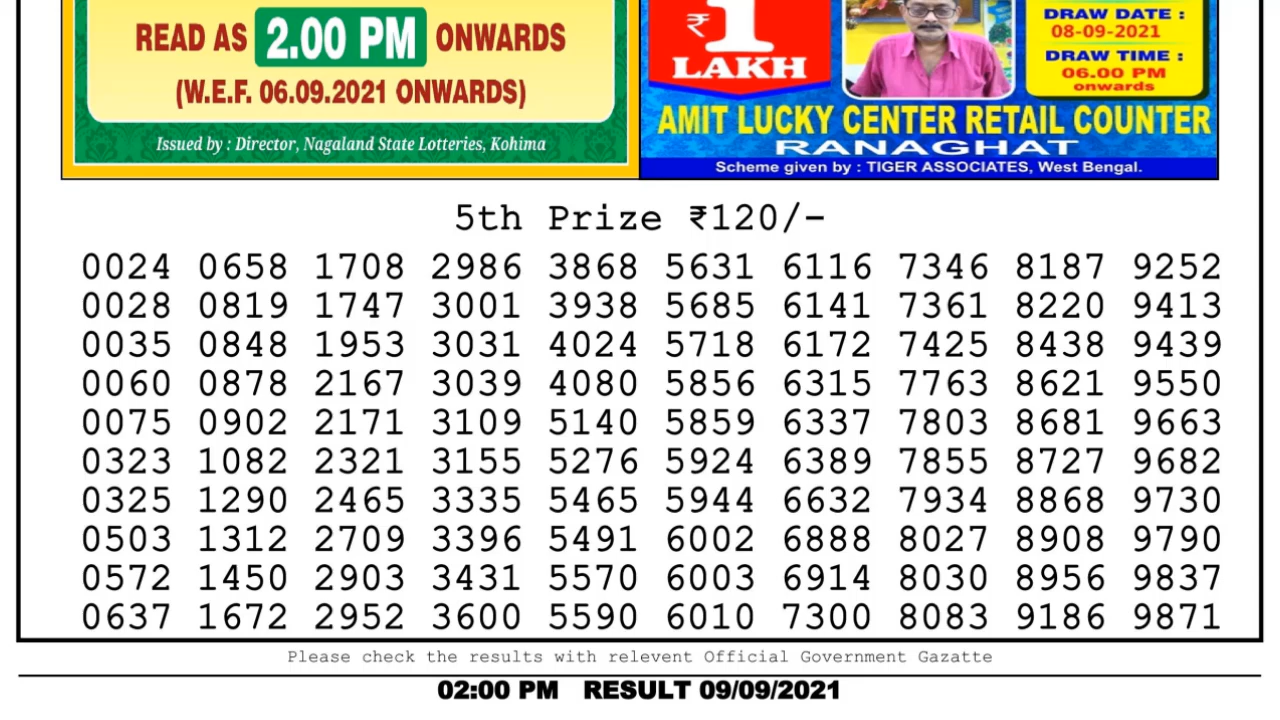 READ AS 2.00 PM ONWARDS
(W.E.F. 06.09.2021 ONWARDS)
Issued by : Director, Nagaland State Lotteries, Kohima
₹1
LAKH
DRAW DATE :
08-09-2021
DRAW TIME :
06.00 PM
onwards
AMIT LUCKY CENTER RETAIL COUNTER
RANAGHAT
Scheme given by : TIGER ASSOCIATES, West Bengal.
5th Prize ₹120/-
0024 0658 1708 2986 3868 5631 6116 7346 8187 9252
0028 0819 1747 3001 3938 5685 6141 7361 8220 9413
0035 0848 1953 3031 4024 5718 6172 7425 8438 9439
0060 0878 2167 3039 4080 5856 6315 7763 8621 9550
0075 0902 2171 3109 5140 5859 6337 7803 8681 9663
0323 1082 2321 3155 5276 5924 6389 7855 8727 9682
0325 1290 2465 3335 5465 5944 6632 7934 8868 9730
0503 1312 2709 3396 5491 6002 6888 8027 8908 9790
0572 1450 2903 3431 5570 6003 6914 8030 8956 9837
0637 1672 2952 3600 5590 6010 7300 8083 9186 9871
Please check the results with relevent Official Government Gazatte
02:00 PM RESULT 09/09/2021